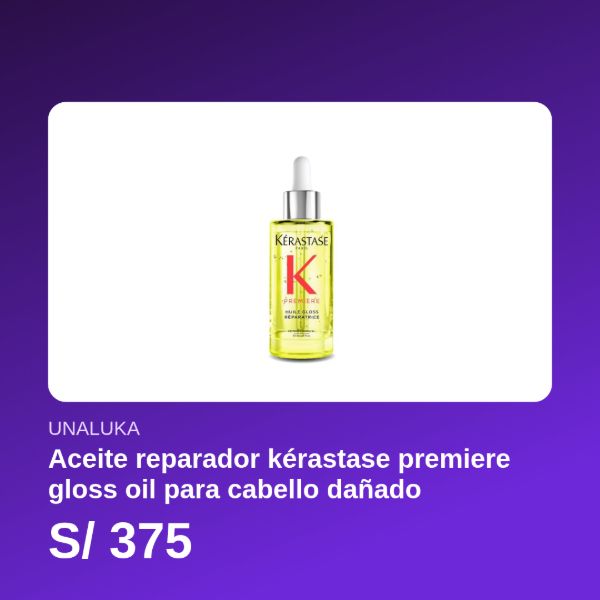 KÉRASTASE
PARIS
K
PREMIÈRE
HUILE GLOSS
RÉPARATRICE
UNALUKA
Aceite reparador kérastase premiere
gloss oil para cabello dañado
S/ 375